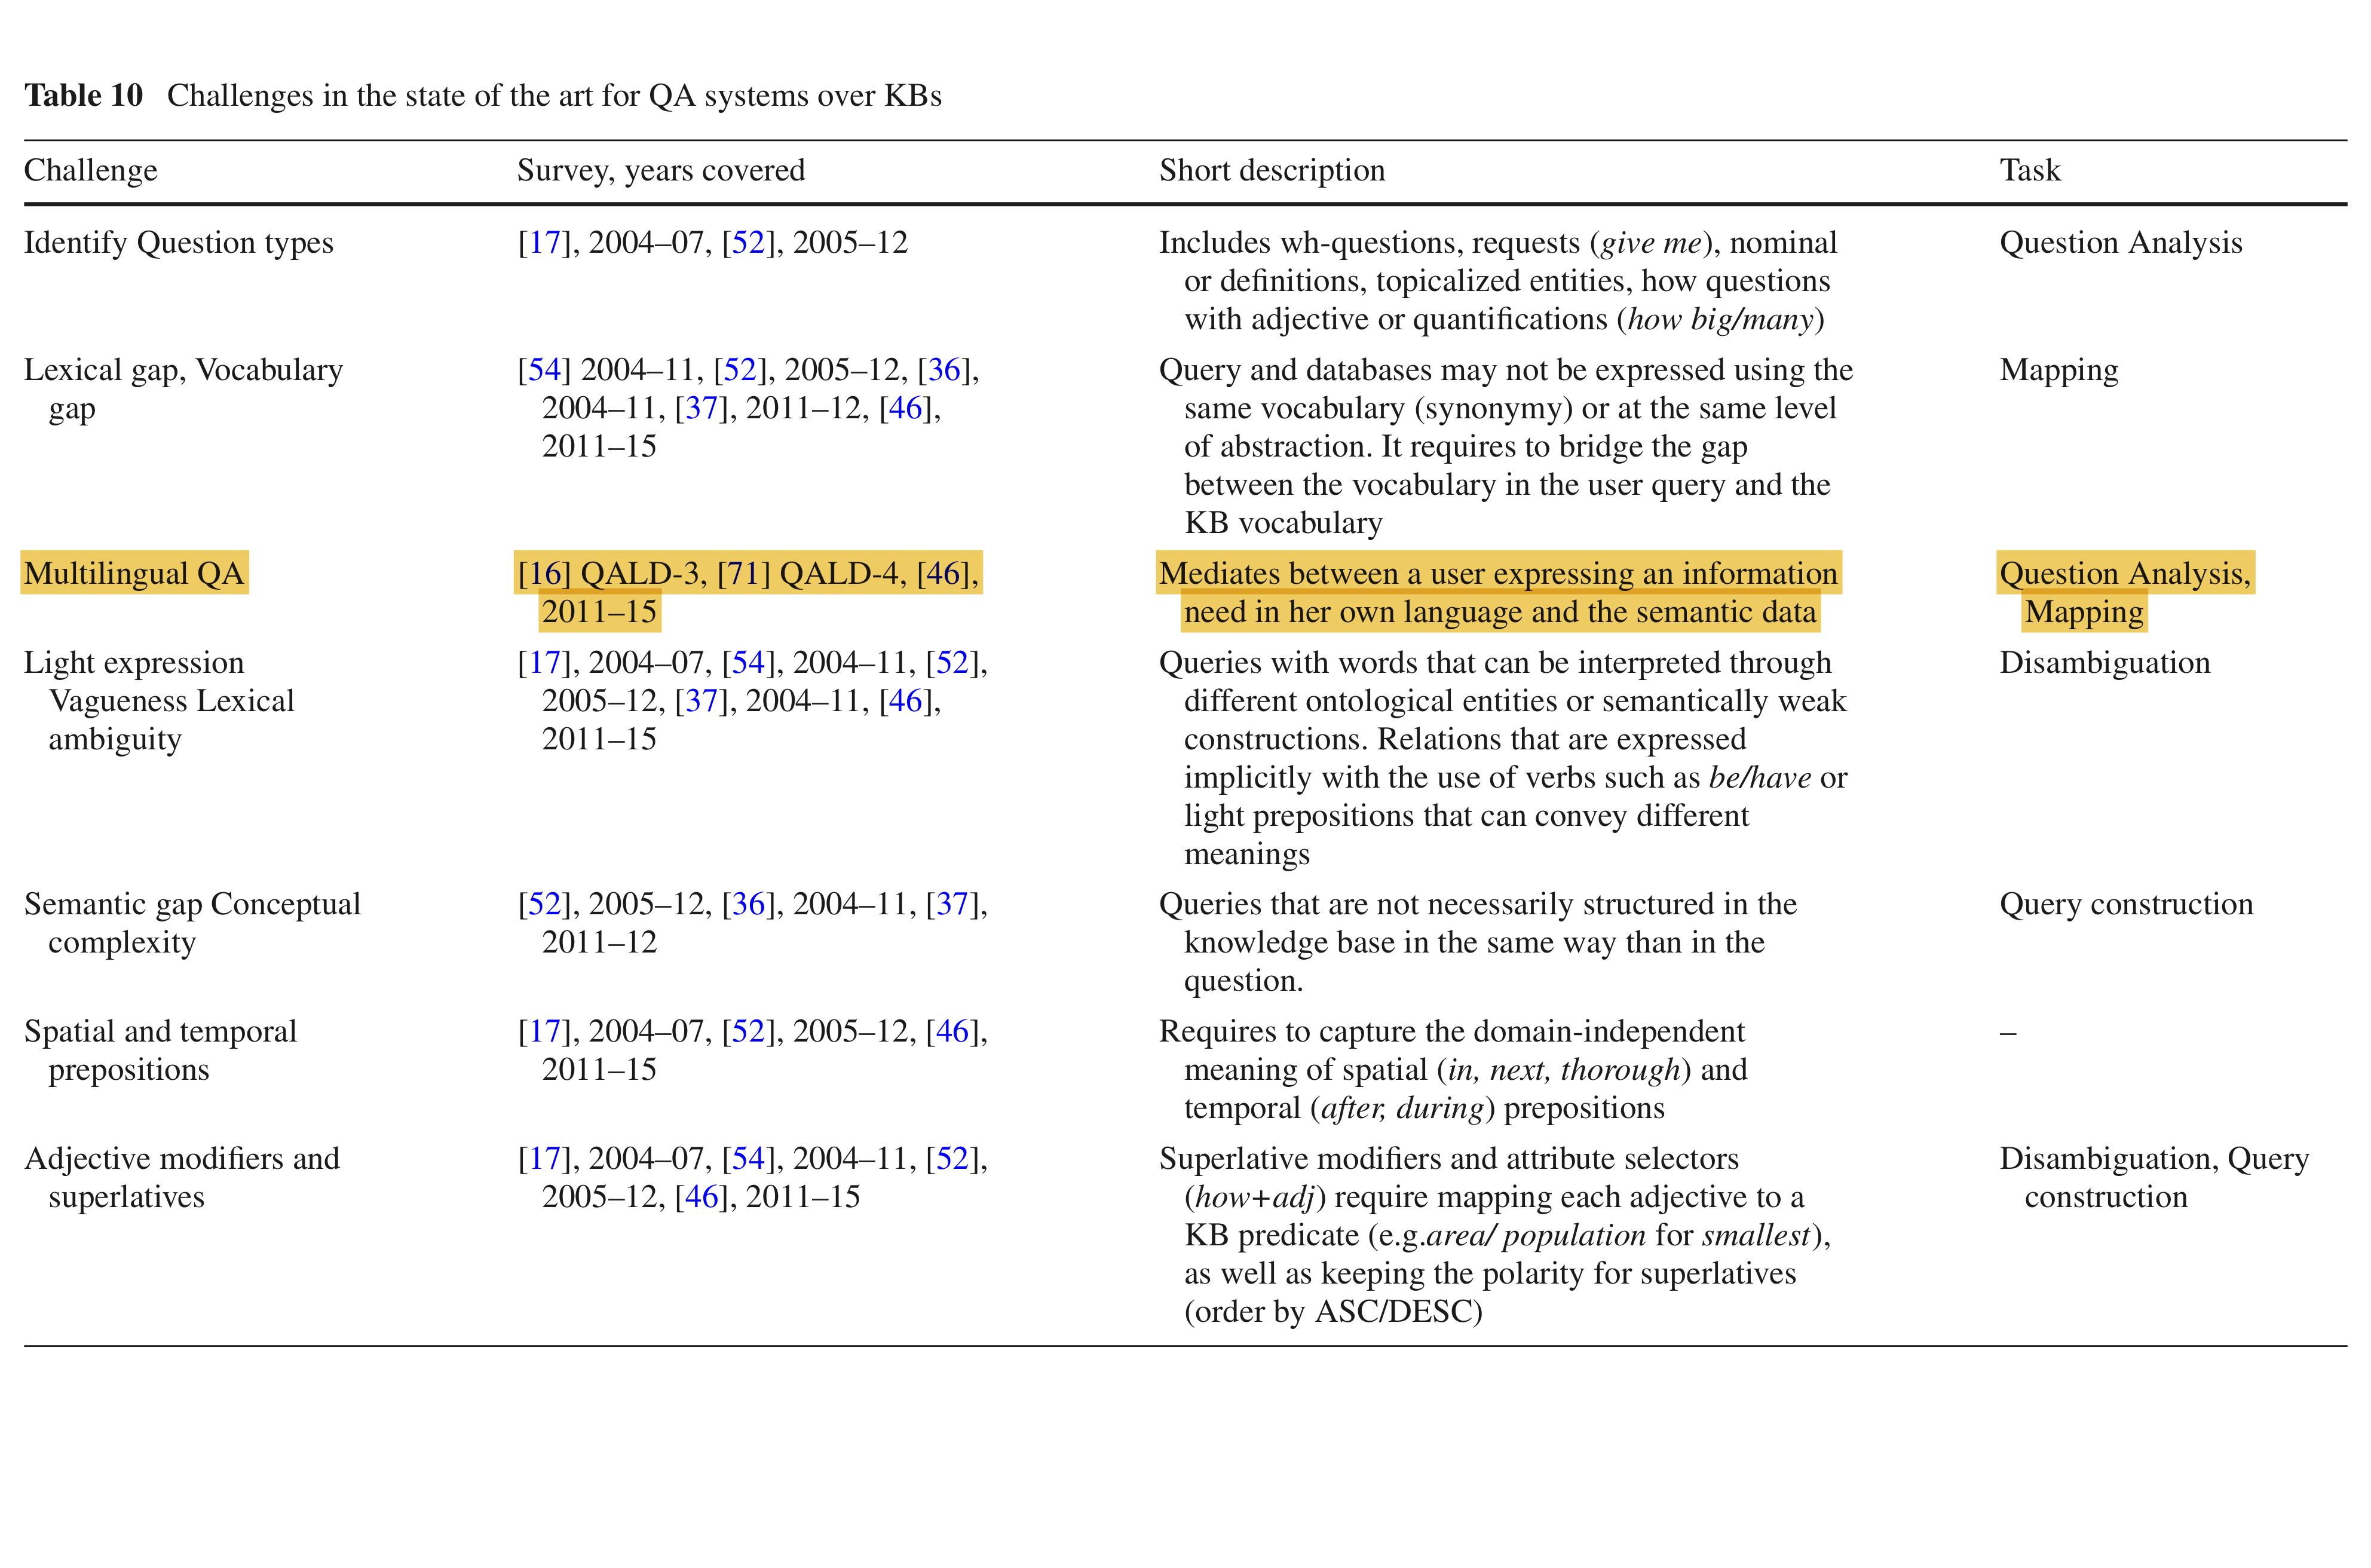 Table 10 Challenges in the state of the art for QA systems over KBs
Challenge Survey, years covered Short description Task
Identify Question types [17], 2004–07, [52], 2005–12 Includes wh-questions, requests (give me), nominal Question Analysis
or definitions, topicalized entities, how questions
with adjective or quantifications (how big/many)
Lexical gap, Vocabulary [54] 2004–11, [52], 2005–12, [36], Query and databases may not be expressed using the Mapping
gap 2004–11, [37], 2011–12, [46], same vocabulary (synonymy) or at the same level
2011–15 of abstraction. It requires to bridge the gap
between the vocabulary in the user query and the
KB vocabulary
Multilingual QA [16] QALD-3, [71] QALD-4, [46], Mediates between a user expressing an information Question Analysis,
2011–15 need in her own language and the semantic data Mapping
Light expression [17], 2004–07, [54], 2004–11, [52], Queries with words that can be interpreted through Disambiguation
Vagueness Lexical 2005–12, [37], 2004–11, [46], different ontological entities or semantically weak
ambiguity 2011–15 constructions. Relations that are expressed
implicitly with the use of verbs such as be/have or
light prepositions that can convey different
meanings
Semantic gap Conceptual [52], 2005–12, [36], 2004–11, [37], Queries that are not necessarily structured in the Query construction
complexity 2011–12 knowledge base in the same way than in the
question.
Spatial and temporal [17], 2004–07, [52], 2005–12, [46], Requires to capture the domain-independent –
prepositions 2011–15 meaning of spatial (in, next, thorough) and
temporal (after, during) prepositions
Adjective modifiers and [17], 2004–07, [54], 2004–11, [52], Superlative modifiers and attribute selectors Disambiguation, Query
superlatives 2005–12, [46], 2011–15 (how+adj) require mapping each adjective to a construction
KB predicate (e.g.area/ population for smallest),
as well as keeping the polarity for superlatives
(order by ASC/DESC)